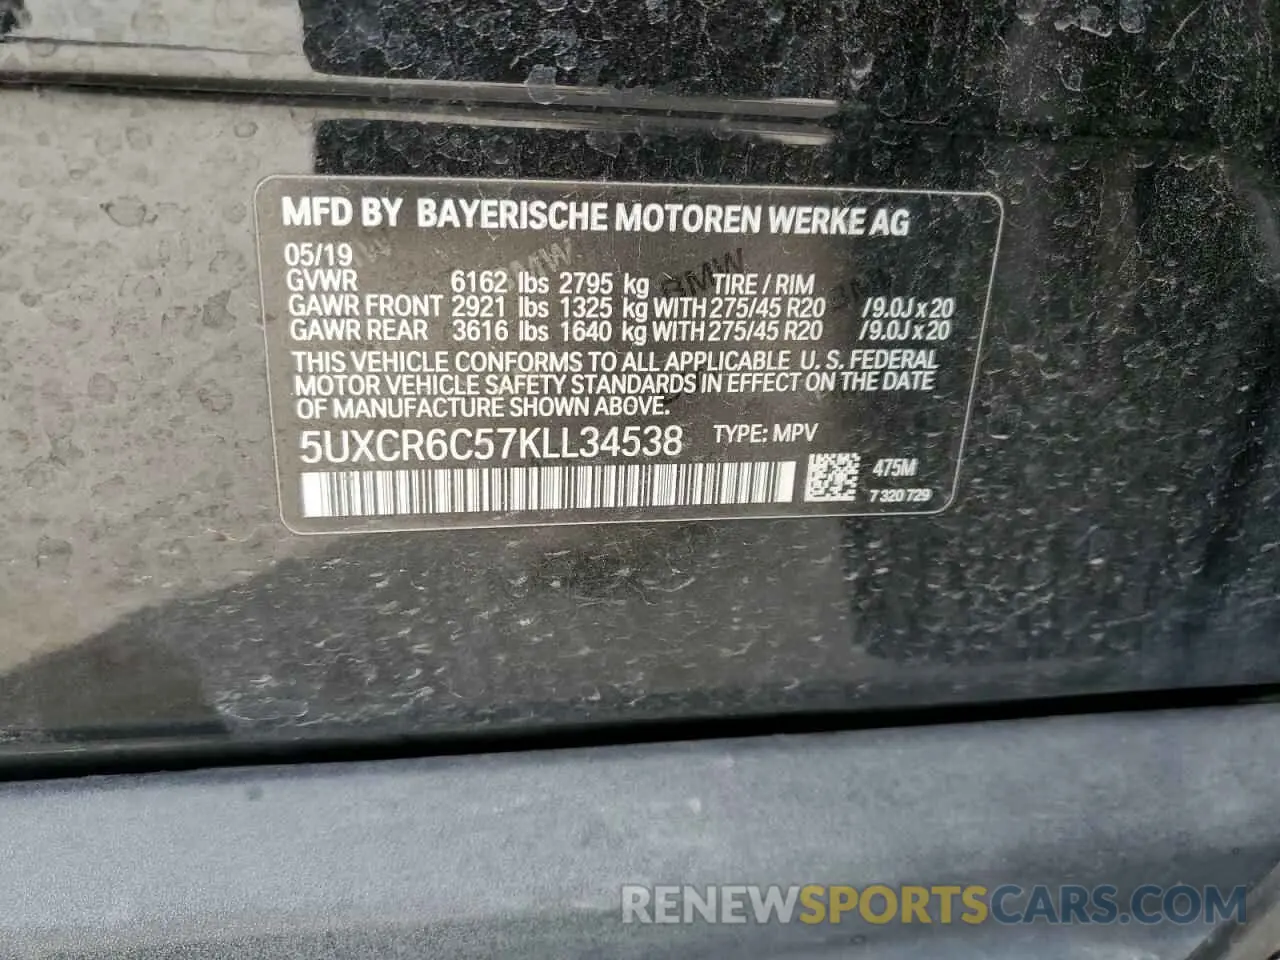 MFD BY BAYERISCHE MOTOREN WERKE AG
05/19
GVWR 6162 lbs 2795 kg TIRE / RIM
GAWR FRONT 2921 lbs 1325 kg WITH 275/45 R20 /9.0J x 20
GAWR REAR 3616 lbs 1640 kg WITH 275/45 R20 /9.0J x 20
THIS VEHICLE CONFORMS TO ALL APPLICABLE U. S. FEDERAL
MOTOR VEHICLE SAFETY STANDARDS IN EFFECT ON THE DATE
OF MANUFACTURE SHOWN ABOVE.
5UXCR6C57KLL34538 TYPE: MPV
475M
7 320 729
RENEWSPORTSCARS.COM